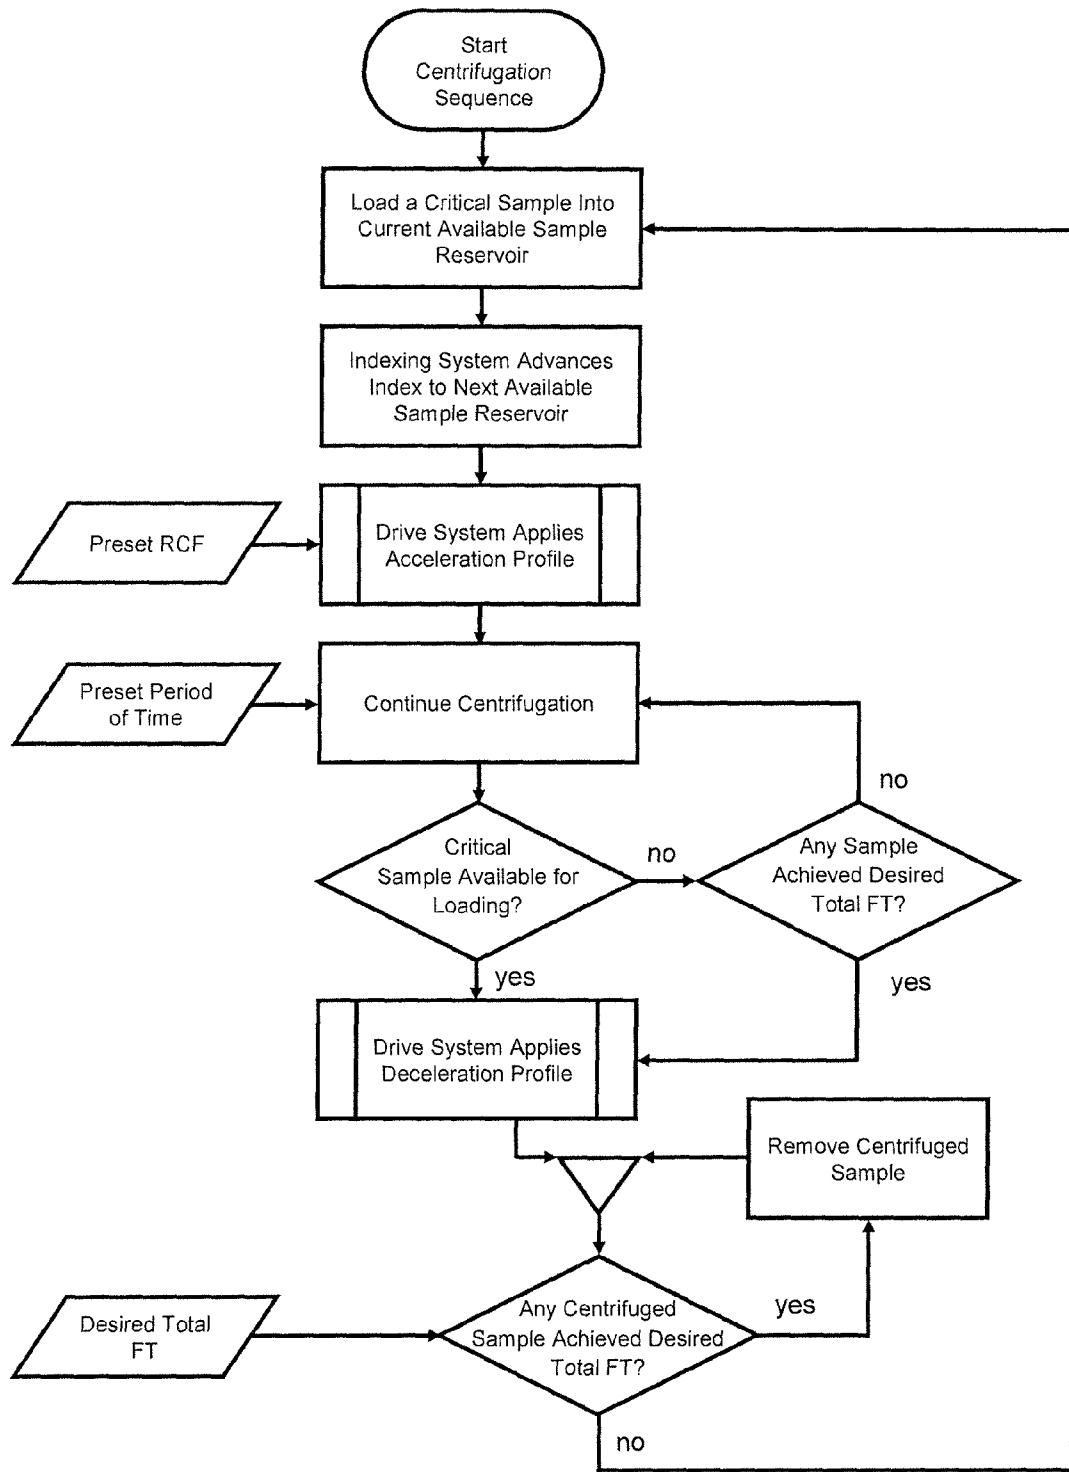 Start
Centrifugation
Sequence
Load a Critical Sample Into
Current Available Sample
Reservoir
Indexing System Advances
Index to Next Available
Sample Reservoir
Preset RCF
Drive System Applies
Acceleration Profile
Preset Period
of Time
Continue Centrifugation
no
Critical
Sample Available for
Loading?
no
Any Sample
Achieved Desired
Total FT?
yes
yes
Drive System Applies
Deceleration Profile
Remove Centrifuged
Sample
Desired Total
FT
Any Centrifuged
Sample Achieved Desired
Total FT?
yes
no